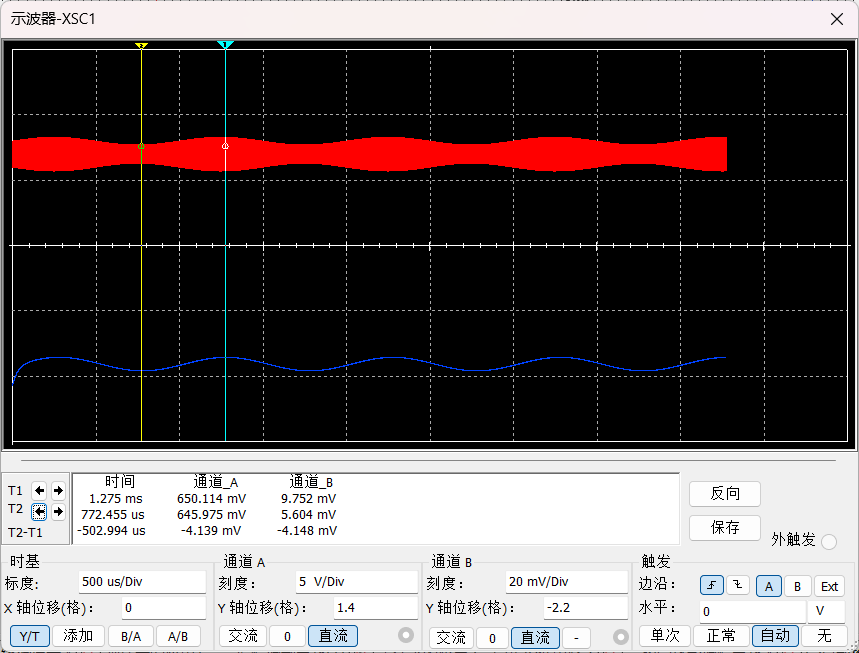 示波器-XSC1
2 1
时间 通道_A 通道_B
T1 1.275 ms 650.114 mV 9.752 mV
T2 772.455 us 645.975 mV 5.604 mV
T2-T1 -502.994 us -4.139 mV -4.148 mV
反向
保存
外触发
时基 通道 A 通道 B 触发
标度: 500 us/Div 刻度: 5 V/Div 刻度: 20 mV/Div 边沿: A B Ext
X 轴位移(格): 0 Y 轴位移(格): 1.4 Y 轴位移(格): -2.2 水平: 0 V
Y/T 添加 B/A A/B 交流 0 直流 交流 0 直流 - 单次 正常 自动 无